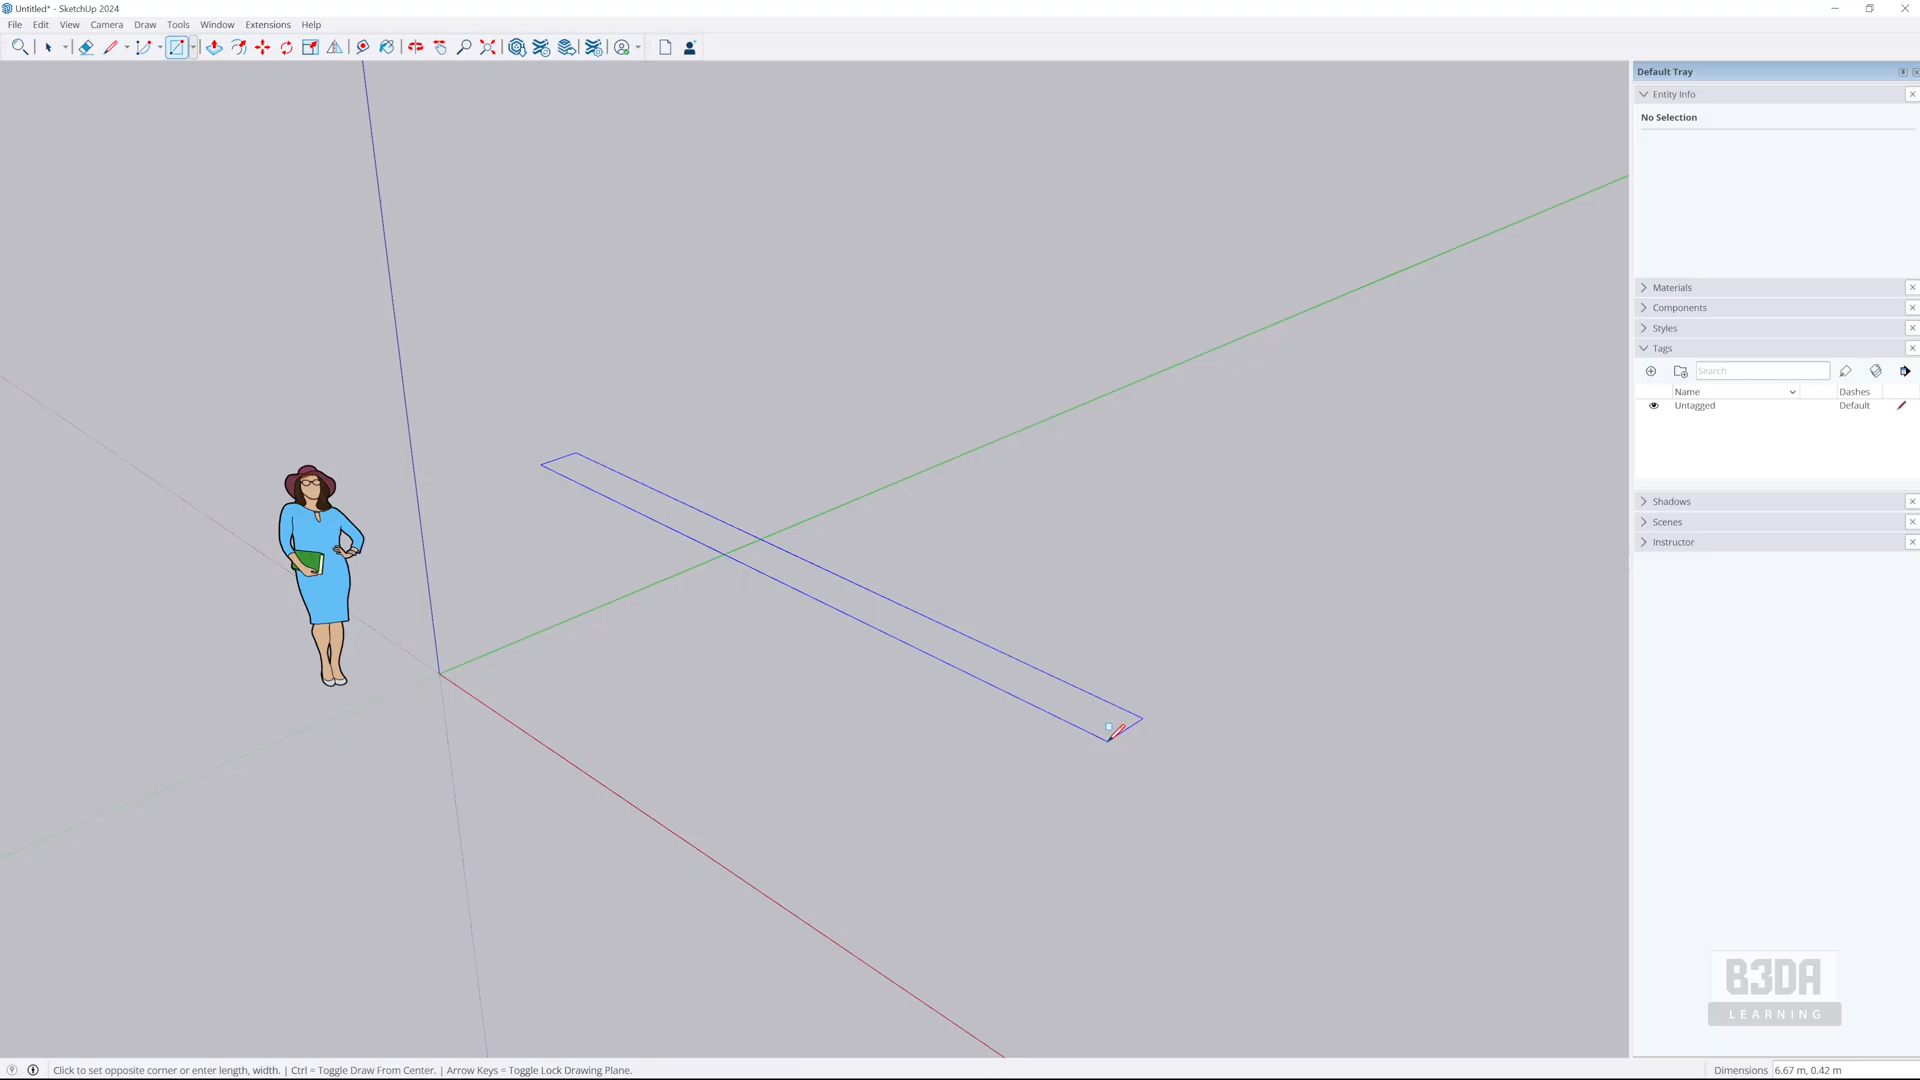 Untitled* - SketchUp 2024
File Edit View Camera Draw Tools Window Extensions Help
Default Tray
Entity Info
No Selection
Materials
Components
Styles
Tags
Search
Name Dashes
Untagged Default
Shadows
Scenes
Instructor
B3DA
LEARNING
Click to set opposite corner or enter length, width. | Ctrl = Toggle Draw From Center. | Arrow Keys = Toggle Lock Drawing Plane.
Dimensions 6.67 m, 0.42 m